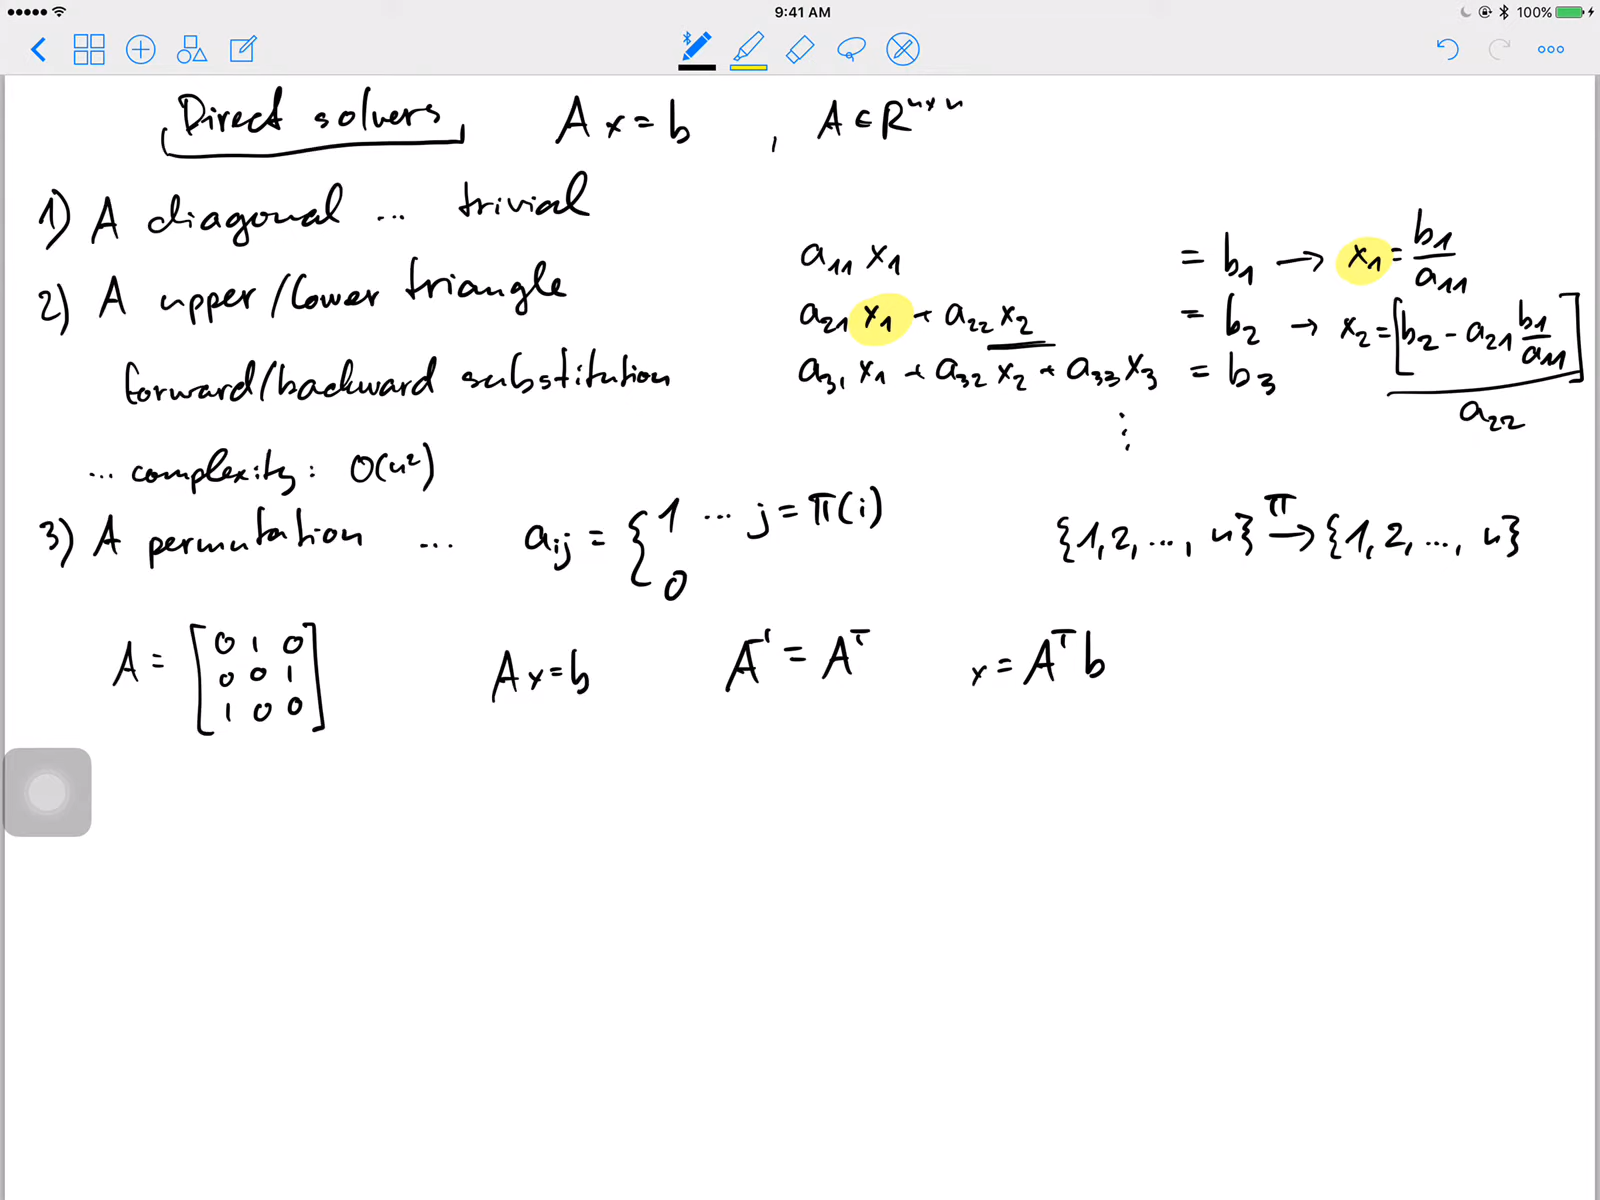 9:41 AM
100%
Direct solvers Ax = b , A ∈ R^{n×n}
1) A diagonal ... trivial
2) A upper/lower triangle
forward/backward substitution
... complexity: O(n²)
a₁₁ x₁ = b₁ → x₁ = b₁/a₁₁
a₂₁ x₁ + a₂₂ x₂ = b₂ → x₂ = [b₂ - a₂₁ b₁/a₁₁] / a₂₂
a₃₁ x₁ + a₃₂ x₂ + a₃₃ x₃ = b₃
⋮
3) A permutation ... a_{ij} = { 1 ... j = π(i)
0
{1, 2, ..., n} →^π {1, 2, ..., n}
A = [0 1 0
0 0 1
1 0 0]
Ax = b A⁻¹ = Aᵀ x = Aᵀ b